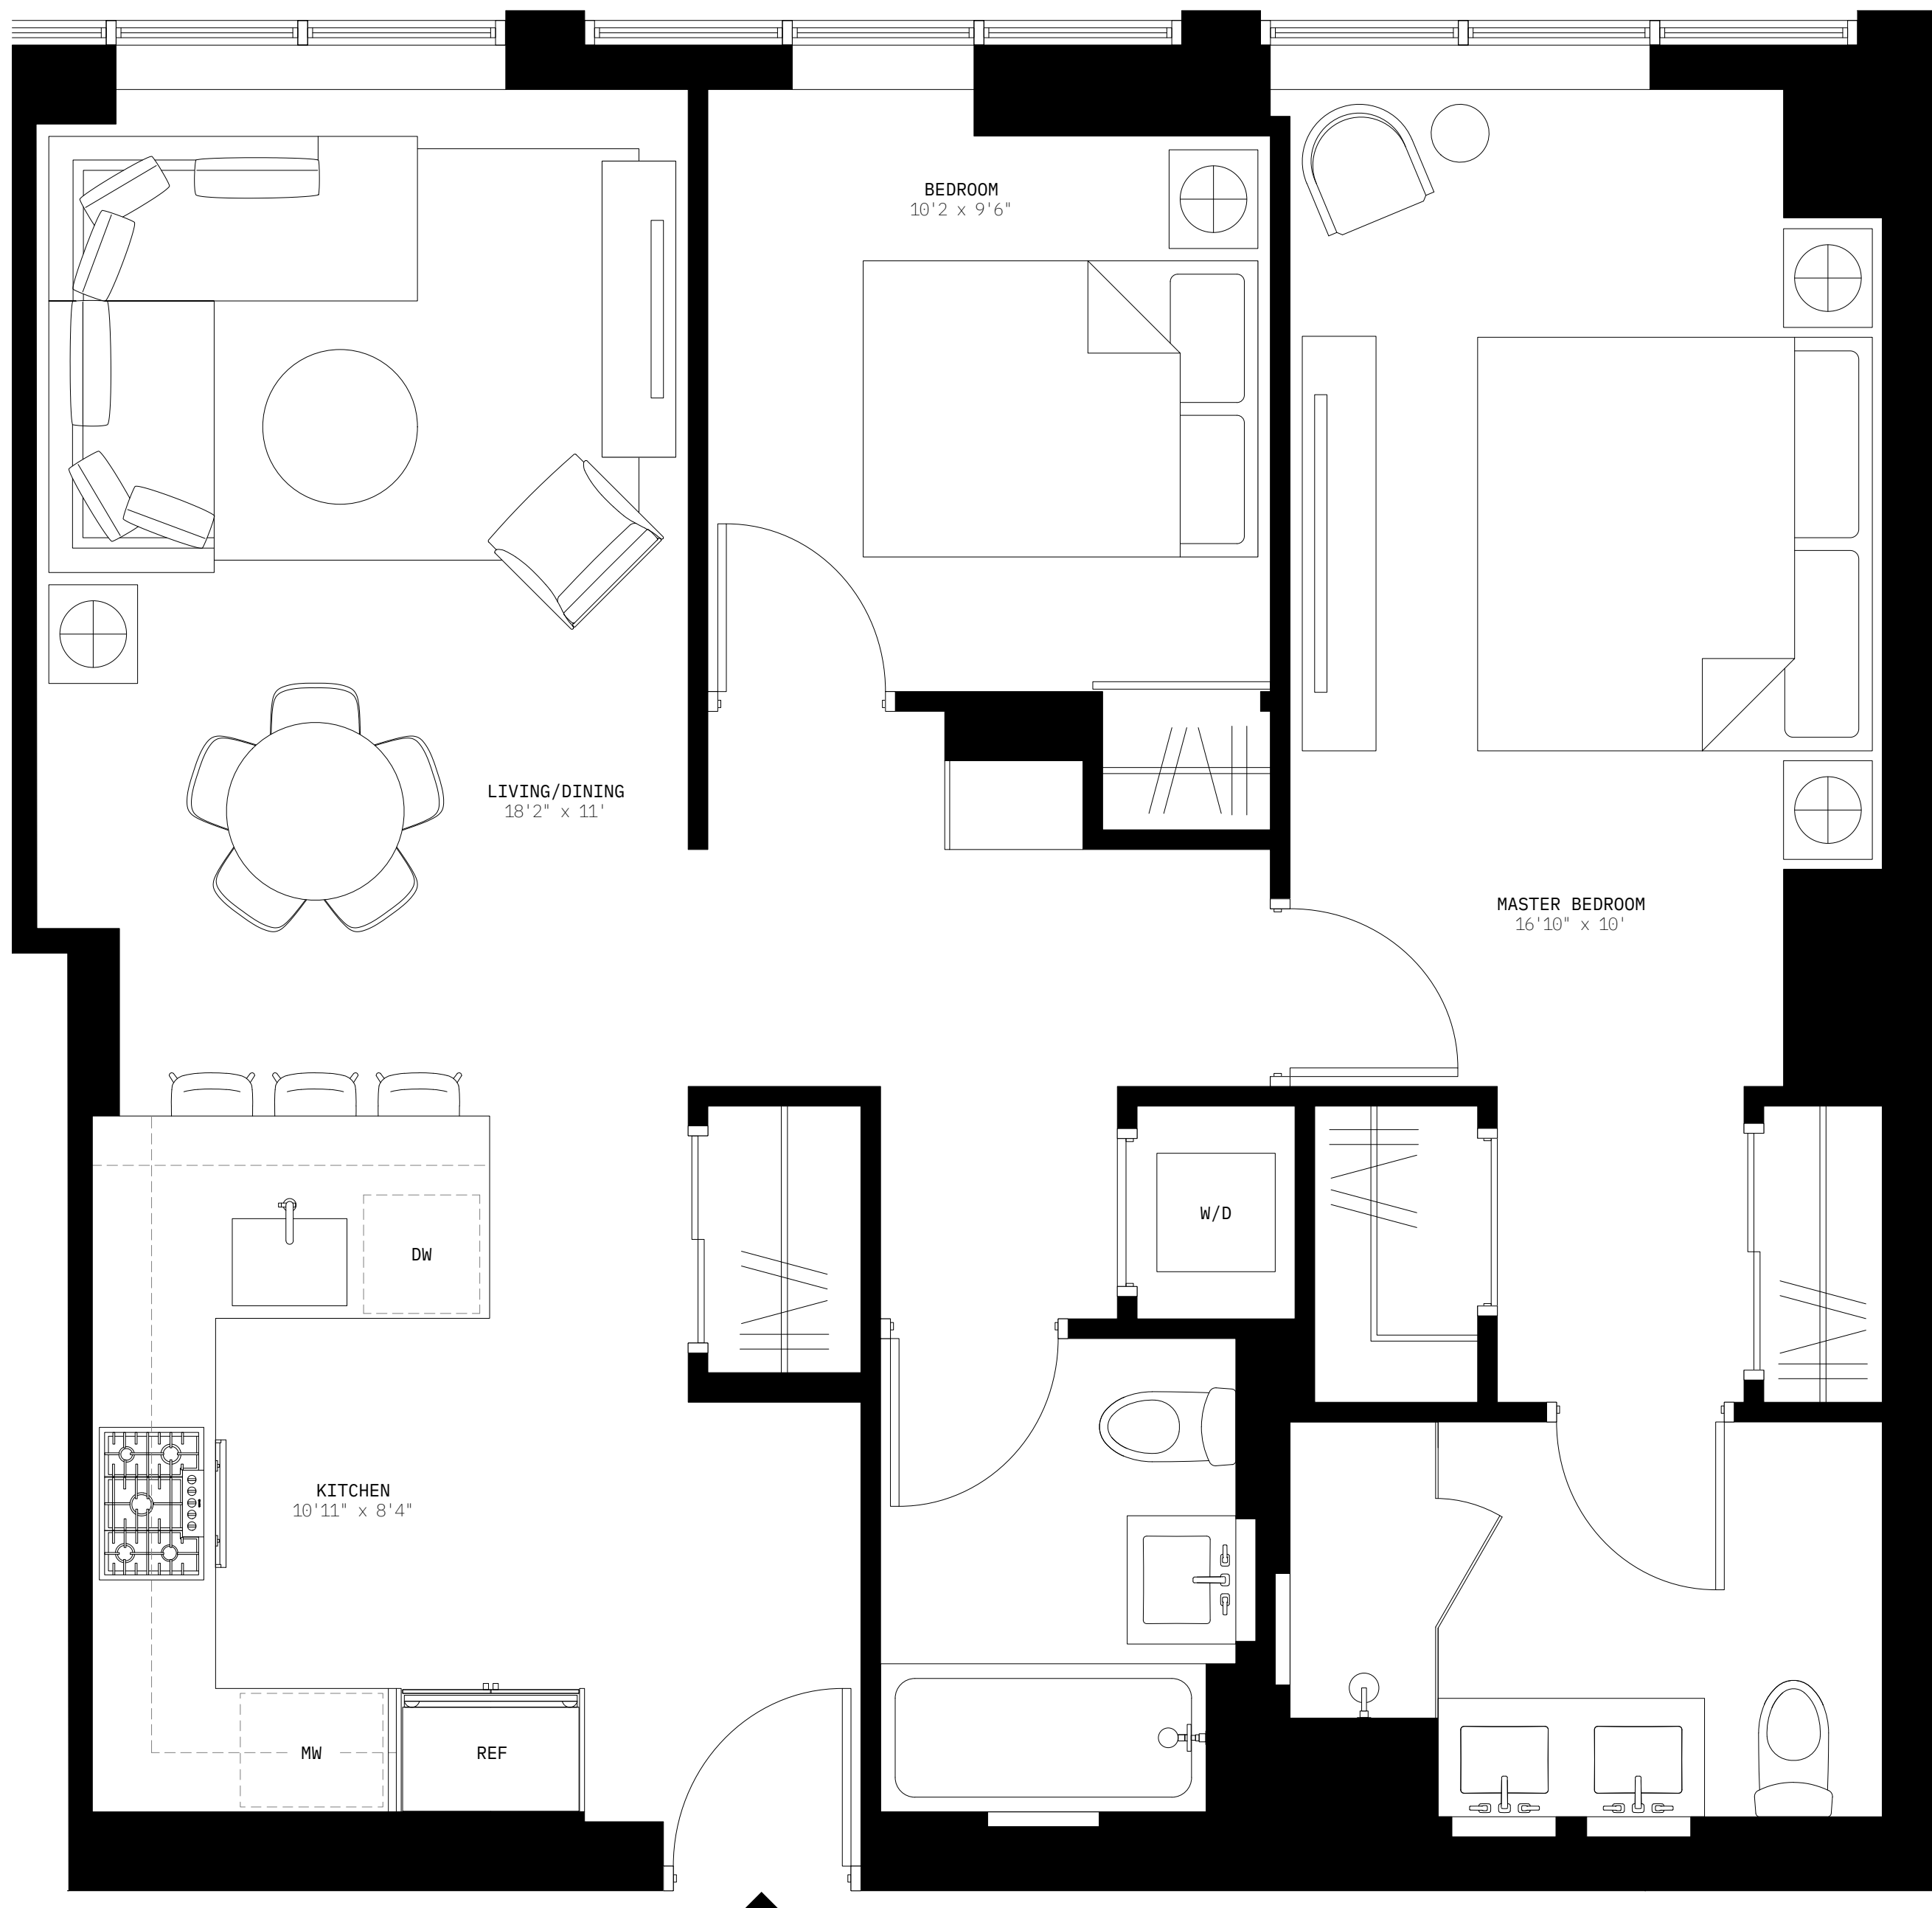 BEDROOM
10'2 x 9'6"
LIVING/DINING
18'2" x 11'
MASTER BEDROOM
16'10" x 10'
W/D
DW
KITCHEN
10'11" x 8'4"
MW
REF